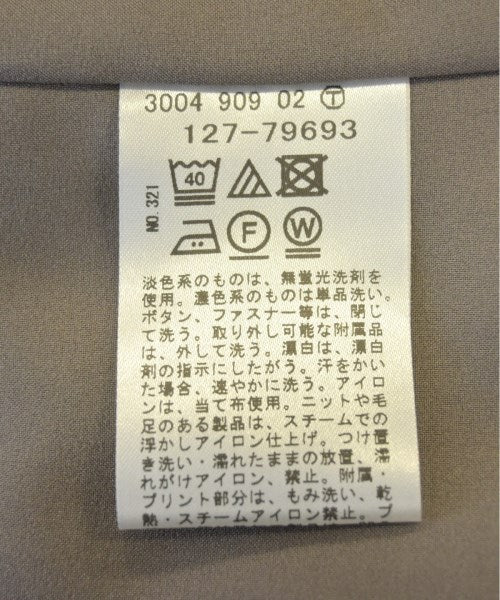 3004 909 02 Ⓣ
127-79693
NO.321
40
F W
淡色系のものは、無蛍光洗剤を
使用。濃色系のものは単品洗い。
ボタン、ファスナー等は、閉じ
て洗う。取り外し可能な附属品
は、外して洗う。漂白は、漂白
剤の指示にしたがう。汗をかい
た場合、速やかに洗う。アイロ
ンは、当て布使用。ニットや毛
足のある製品は、スチームでの
浮かしアイロン仕上げ。つけ置
き洗い・濡れたままの放置、濡
れがけアイロン、禁止。附属・
プリント部分は、もみ洗い、乾
熱・スチームアイロン禁止。プ